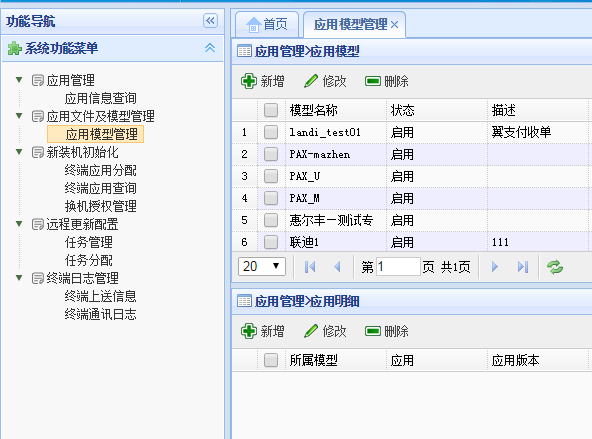 功能导航
系统功能菜单
应用管理
应用信息查询
应用文件及模型管理
应用模型管理
新装机初始化
终端应用分配
终端应用查询
换机授权管理
远程更新配置
任务管理
任务分配
终端日志管理
终端上送信息
终端通讯日志
首页 应用模型管理
应用管理>应用模型
新增 修改 删除
模型名称 状态 描述
1 landi_test01 启用 翼支付收单
2 PAX-mazhen 启用
3 PAX_U 启用
4 PAX_M 启用
5 惠尔丰一测试专 启用
6 联迪1 启用 111
20 第 1 页 共1页
应用管理>应用明细
新增 修改 删除
所属模型 应用 应用版本